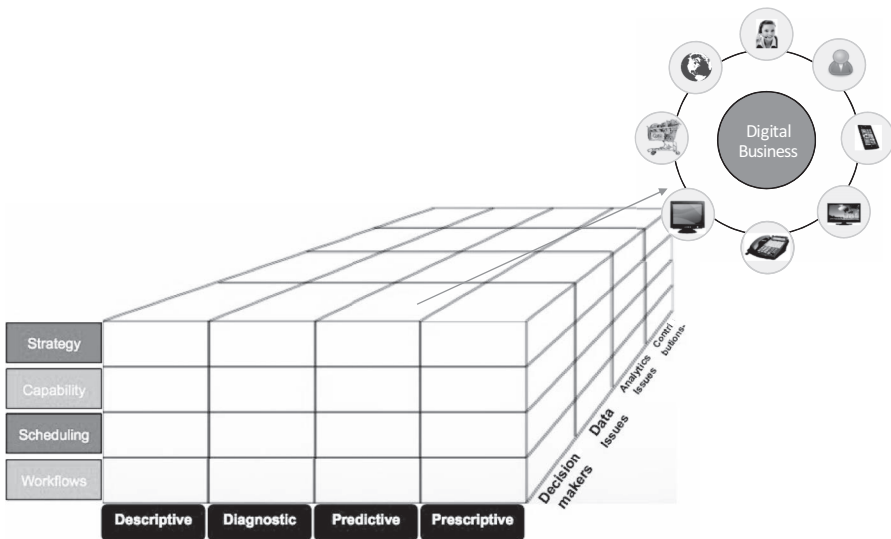 Digital
Business
Strategy
Capability
Scheduling
Workflows
Descriptive
Diagnostic
Predictive
Prescriptive
Decision
makers
Data
Issues
Analytics
Issues
Contri
butions-